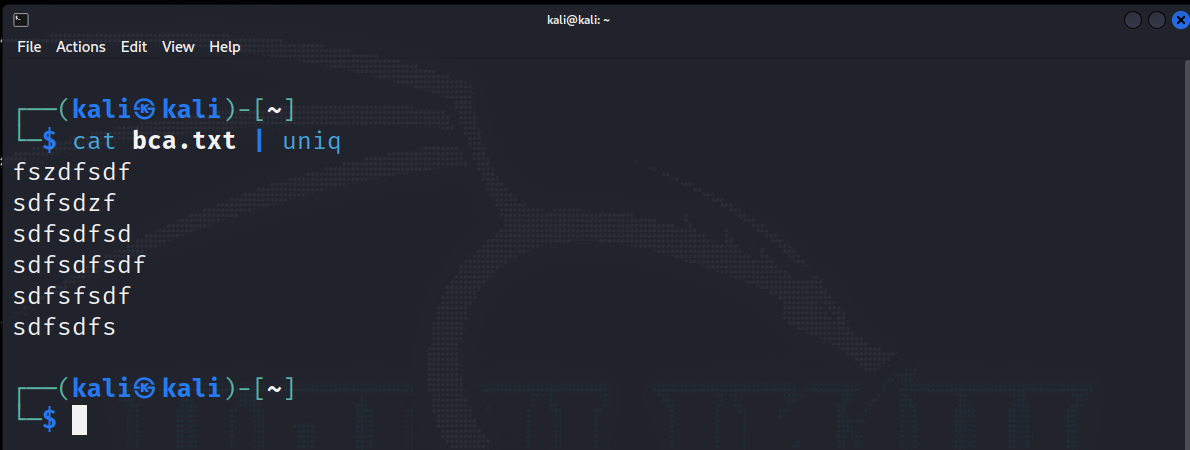 kali@kali: ~
File Actions Edit View Help
┌──(kali㉿kali)-[~]
└─$ cat bca.txt | uniq
fszdfsdf
sdfsdzf
sdfsdfsd
sdfsdfsdf
sdfsfsdf
sdfsdfs
┌──(kali㉿kali)-[~]
└─$